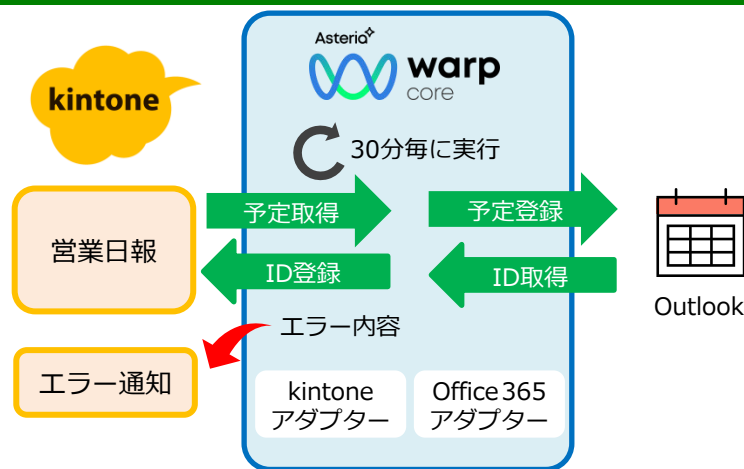 Asteria
warp
core
kintone
30分毎に実行
予定取得
予定登録
営業日報
ID登録
ID取得
Outlook
エラー内容
エラー通知
kintone
アダプター
Office 365
アダプター